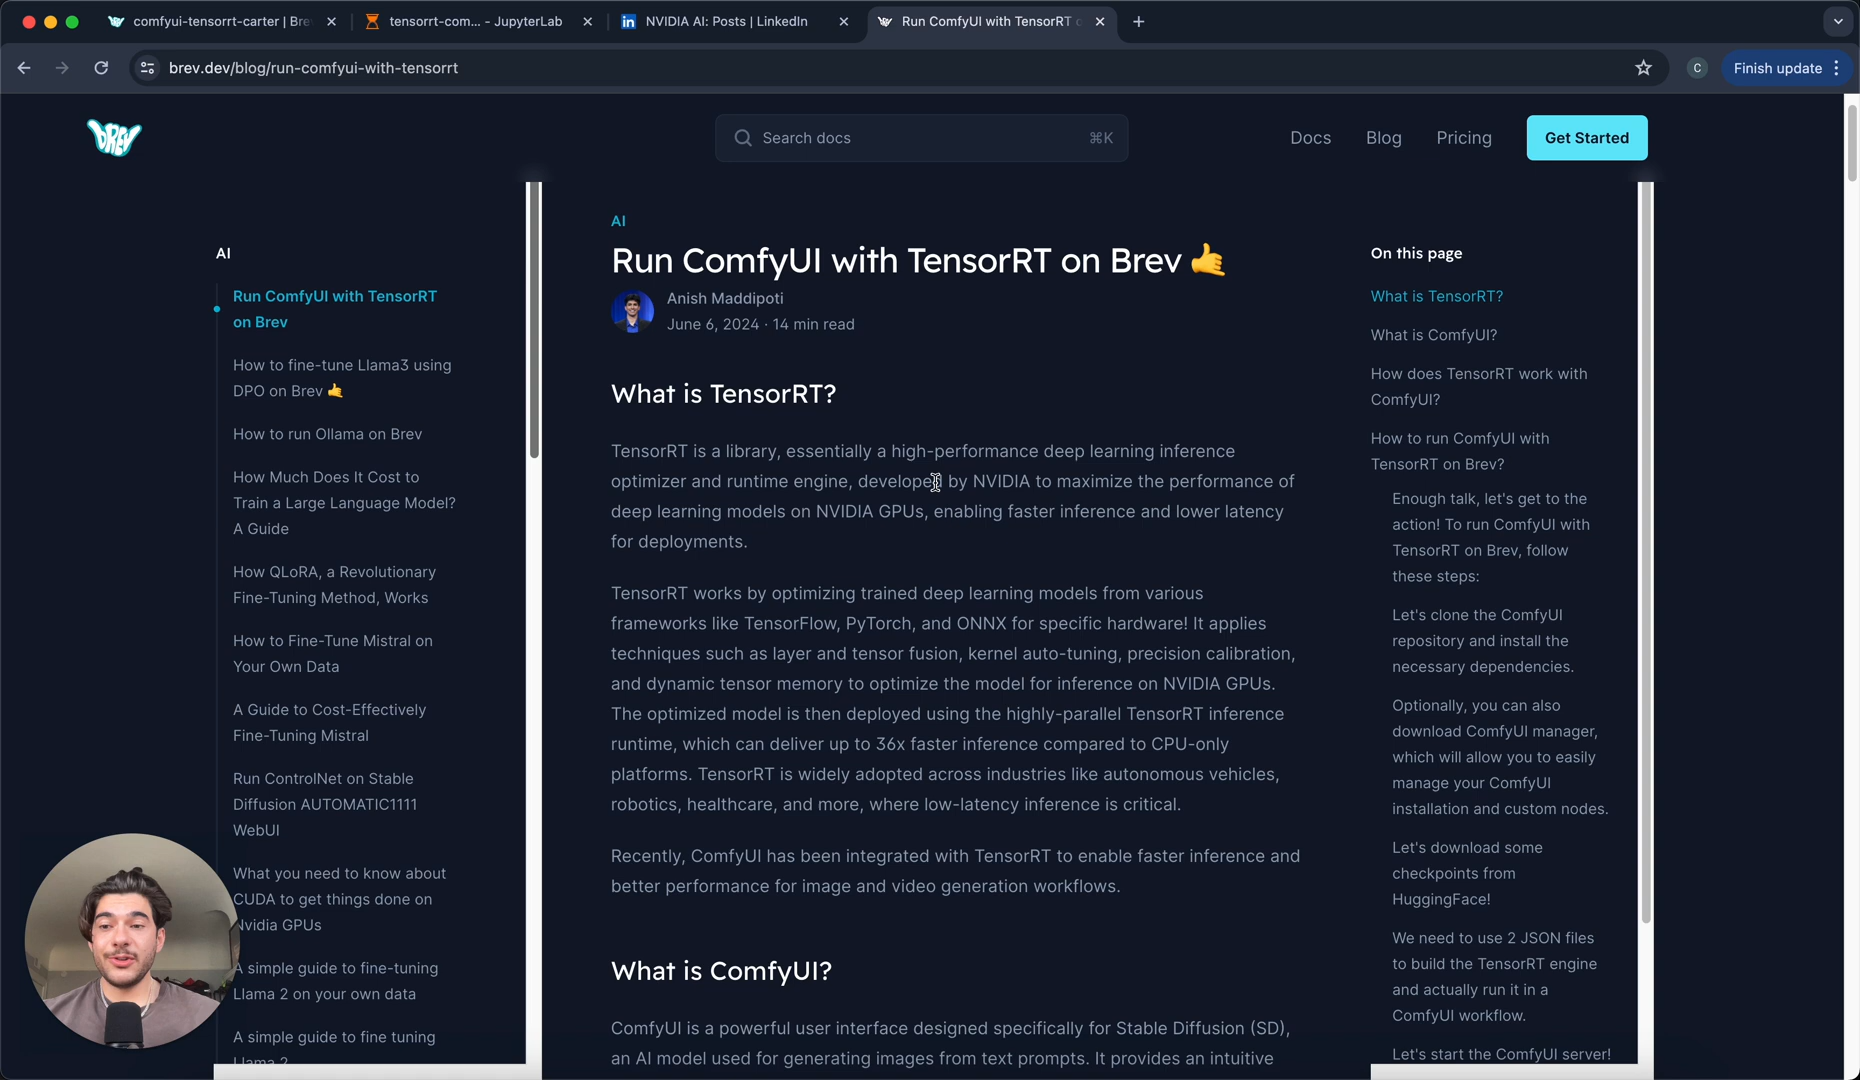 comfyui-tensorrt-carter | Bre
tensorrt-com... - JupyterLab
NVIDIA AI: Posts | LinkedIn
Run ComfyUI with TensorRT o
brev.dev/blog/run-comfyui-with-tensorrt
C
Finish update
BREV
Search docs
⌘K
Docs
Blog
Pricing
Get Started
AI
Run ComfyUI with TensorRT
on Brev
How to fine-tune Llama3 using
DPO on Brev 🤙
How to run Ollama on Brev
How Much Does It Cost to
Train a Large Language Model?
A Guide
How QLoRA, a Revolutionary
Fine-Tuning Method, Works
How to Fine-Tune Mistral on
Your Own Data
A Guide to Cost-Effectively
Fine-Tuning Mistral
Run ControlNet on Stable
Diffusion AUTOMATIC1111
WebUI
What you need to know about
CUDA to get things done on
Nvidia GPUs
A simple guide to fine-tuning
Llama 2 on your own data
A simple guide to fine tuning
Llama 2
AI
Run ComfyUI with TensorRT on Brev 🤙
Anish Maddipoti
June 6, 2024 · 14 min read
What is TensorRT?
TensorRT is a library, essentially a high-performance deep learning inference
optimizer and runtime engine, developed by NVIDIA to maximize the performance of
deep learning models on NVIDIA GPUs, enabling faster inference and lower latency
for deployments.
TensorRT works by optimizing trained deep learning models from various
frameworks like TensorFlow, PyTorch, and ONNX for specific hardware! It applies
techniques such as layer and tensor fusion, kernel auto-tuning, precision calibration,
and dynamic tensor memory to optimize the model for inference on NVIDIA GPUs.
The optimized model is then deployed using the highly-parallel TensorRT inference
runtime, which can deliver up to 36x faster inference compared to CPU-only
platforms. TensorRT is widely adopted across industries like autonomous vehicles,
robotics, healthcare, and more, where low-latency inference is critical.
Recently, ComfyUI has been integrated with TensorRT to enable faster inference and
better performance for image and video generation workflows.
What is ComfyUI?
ComfyUI is a powerful user interface designed specifically for Stable Diffusion (SD),
an AI model used for generating images from text prompts. It provides an intuitive
On this page
What is TensorRT?
What is ComfyUI?
How does TensorRT work with
ComfyUI?
How to run ComfyUI with
TensorRT on Brev?
Enough talk, let's get to the
action! To run ComfyUI with
TensorRT on Brev, follow
these steps:
Let's clone the ComfyUI
repository and install the
necessary dependencies.
Optionally, you can also
download ComfyUI manager,
which will allow you to easily
manage your ComfyUI
installation and custom nodes.
Let's download some
checkpoints from
HuggingFace!
We need to use 2 JSON files
to build the TensorRT engine
and actually run it in a
ComfyUI workflow.
Let's start the ComfyUI server!